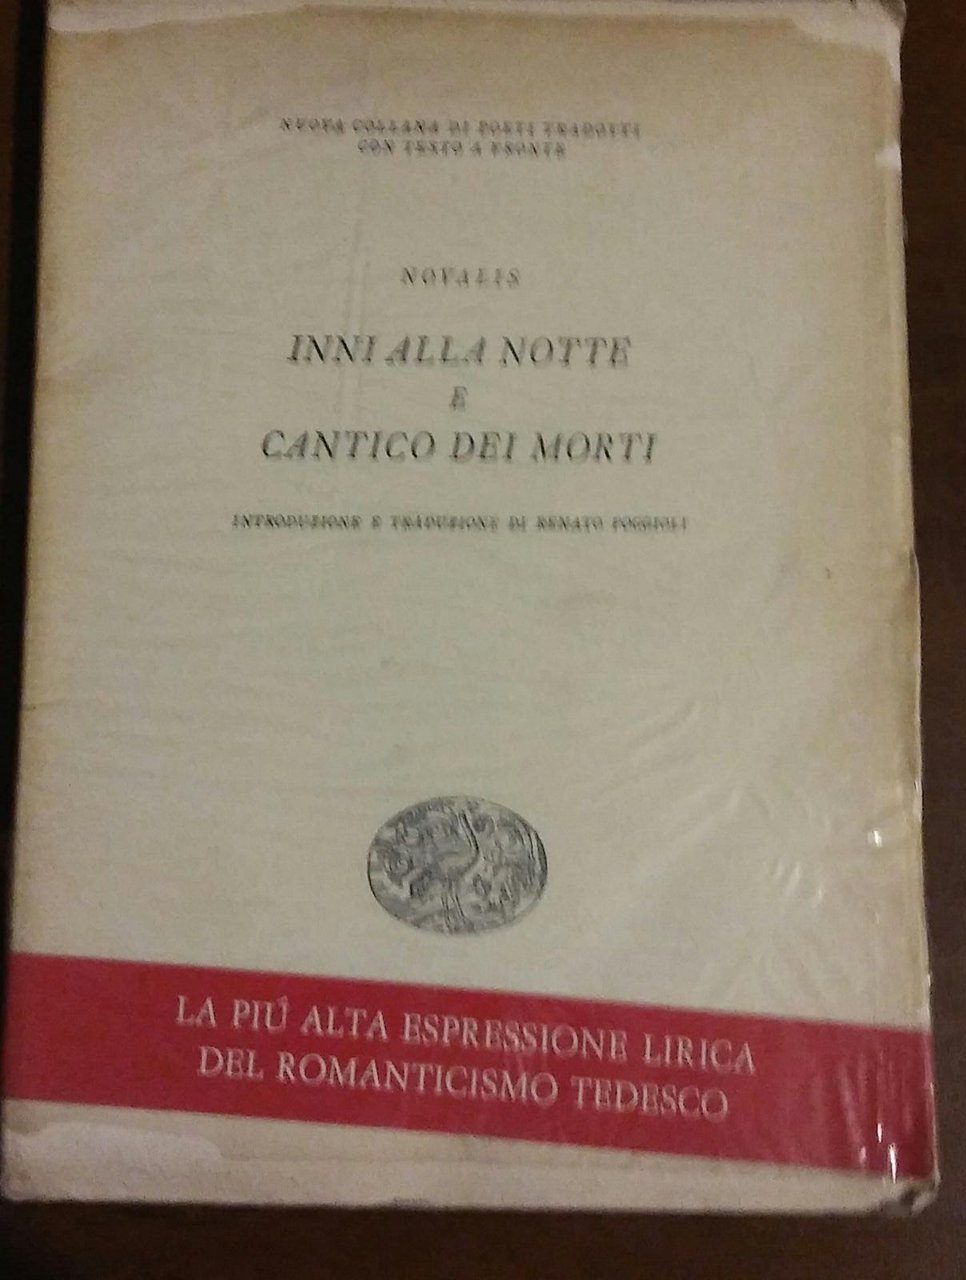 NUOVA COLLANA DI POETI TRADOTTI
CON TESTO A FRONTE
NOVALIS
INNI ALLA NOTTE
E
CANTICO DEI MORTI
INTRODUZIONE E TRADUZIONE DI RENATO POGGIOLI
LA PIÚ ALTA ESPRESSIONE LIRICA
DEL ROMANTICISMO TEDESCO